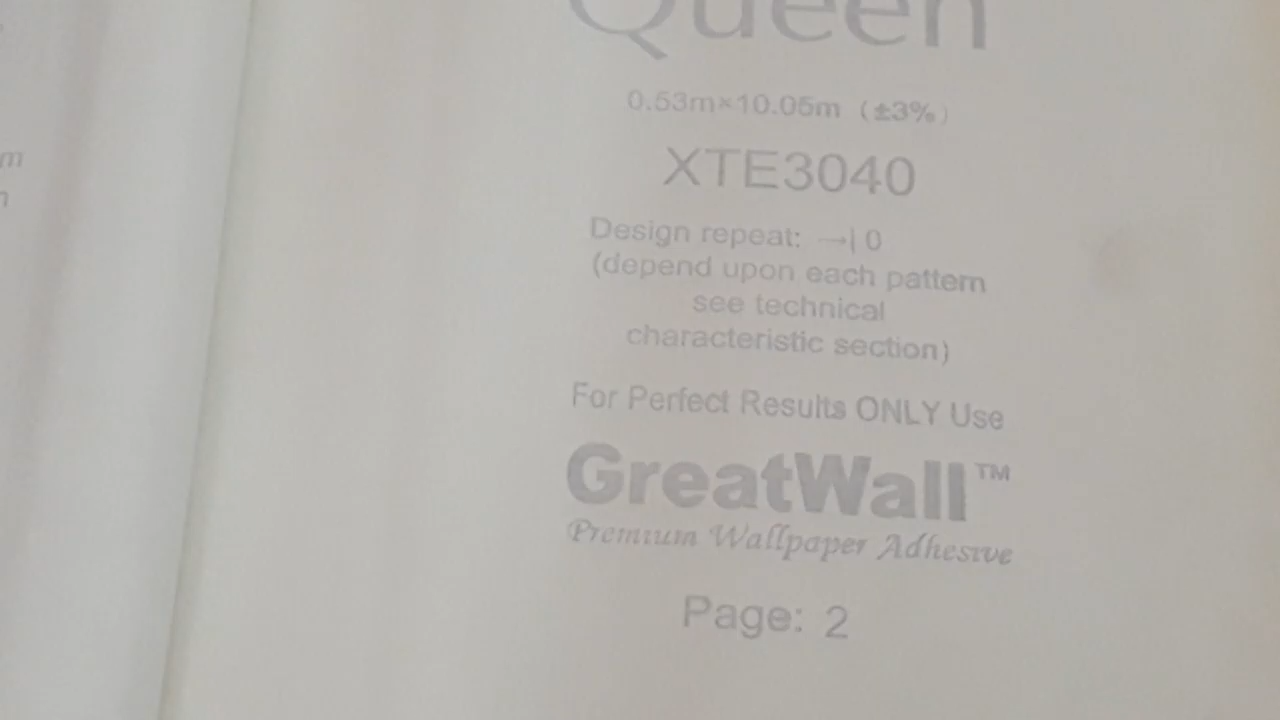 Queen
0.53m×10.05m (±3%)
XTE3040
Design repeat: →| 0
(depend upon each pattern
see technical
characteristic section)
For Perfect Results ONLY Use
GreatWall™
Premium Wallpaper Adhesive
Page: 2